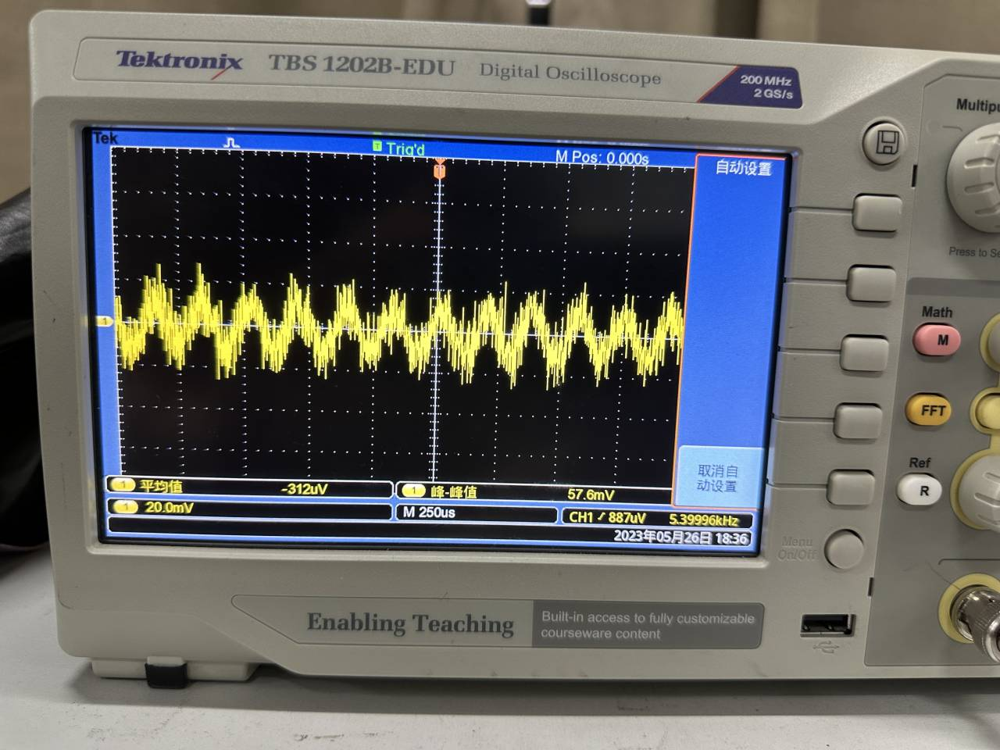 Tektronix TBS 1202B-EDU Digital Oscilloscope
200 MHz
2 GS/s
Tek
T Trig'd
M Pos: 0.000s
自动设置
T
1
取消自
动设置
1 平均值 -312uV
1 峰-峰值 57.6mV
1 20.0mV
M 250us
CH1 887uV 5.39996kHz
2023年05月26日 18:36
Press to
Math
M
FFT
Ref
R
Menu
On/Off
Enabling Teaching
Built-in access to fully customizable
courseware content